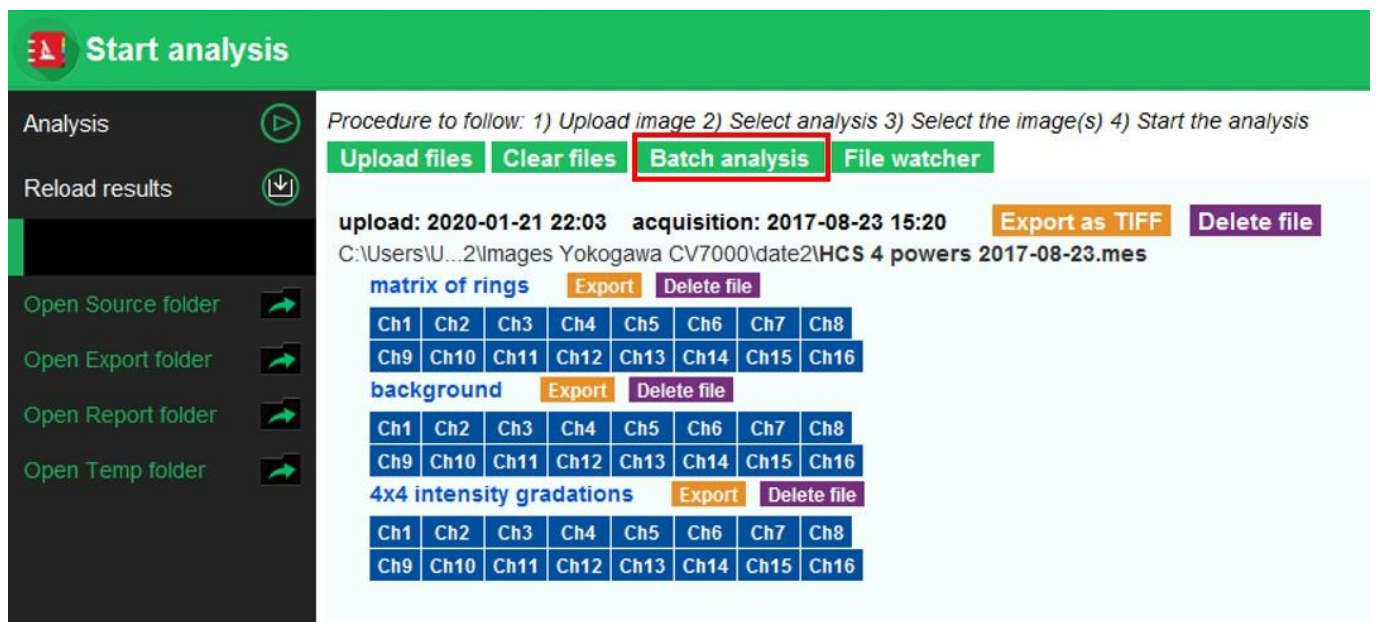 Start analysis
Analysis
Reload results
Open Source folder
Open Export folder
Open Report folder
Open Temp folder
Procedure to follow: 1) Upload image 2) Select analysis 3) Select the image(s) 4) Start the analysis
Upload files Clear files Batch analysis File watcher
upload: 2020-01-21 22:03 acquisition: 2017-08-23 15:20 Export as TIFF Delete file
C:\Users\U...2\Images Yokogawa CV7000\date2\HCS 4 powers 2017-08-23.mes
matrix of rings Export Delete file
Ch1 Ch2 Ch3 Ch4 Ch5 Ch6 Ch7 Ch8
Ch9 Ch10 Ch11 Ch12 Ch13 Ch14 Ch15 Ch16
background Export Delete file
Ch1 Ch2 Ch3 Ch4 Ch5 Ch6 Ch7 Ch8
Ch9 Ch10 Ch11 Ch12 Ch13 Ch14 Ch15 Ch16
4x4 intensity gradations Export Delete file
Ch1 Ch2 Ch3 Ch4 Ch5 Ch6 Ch7 Ch8
Ch9 Ch10 Ch11 Ch12 Ch13 Ch14 Ch15 Ch16